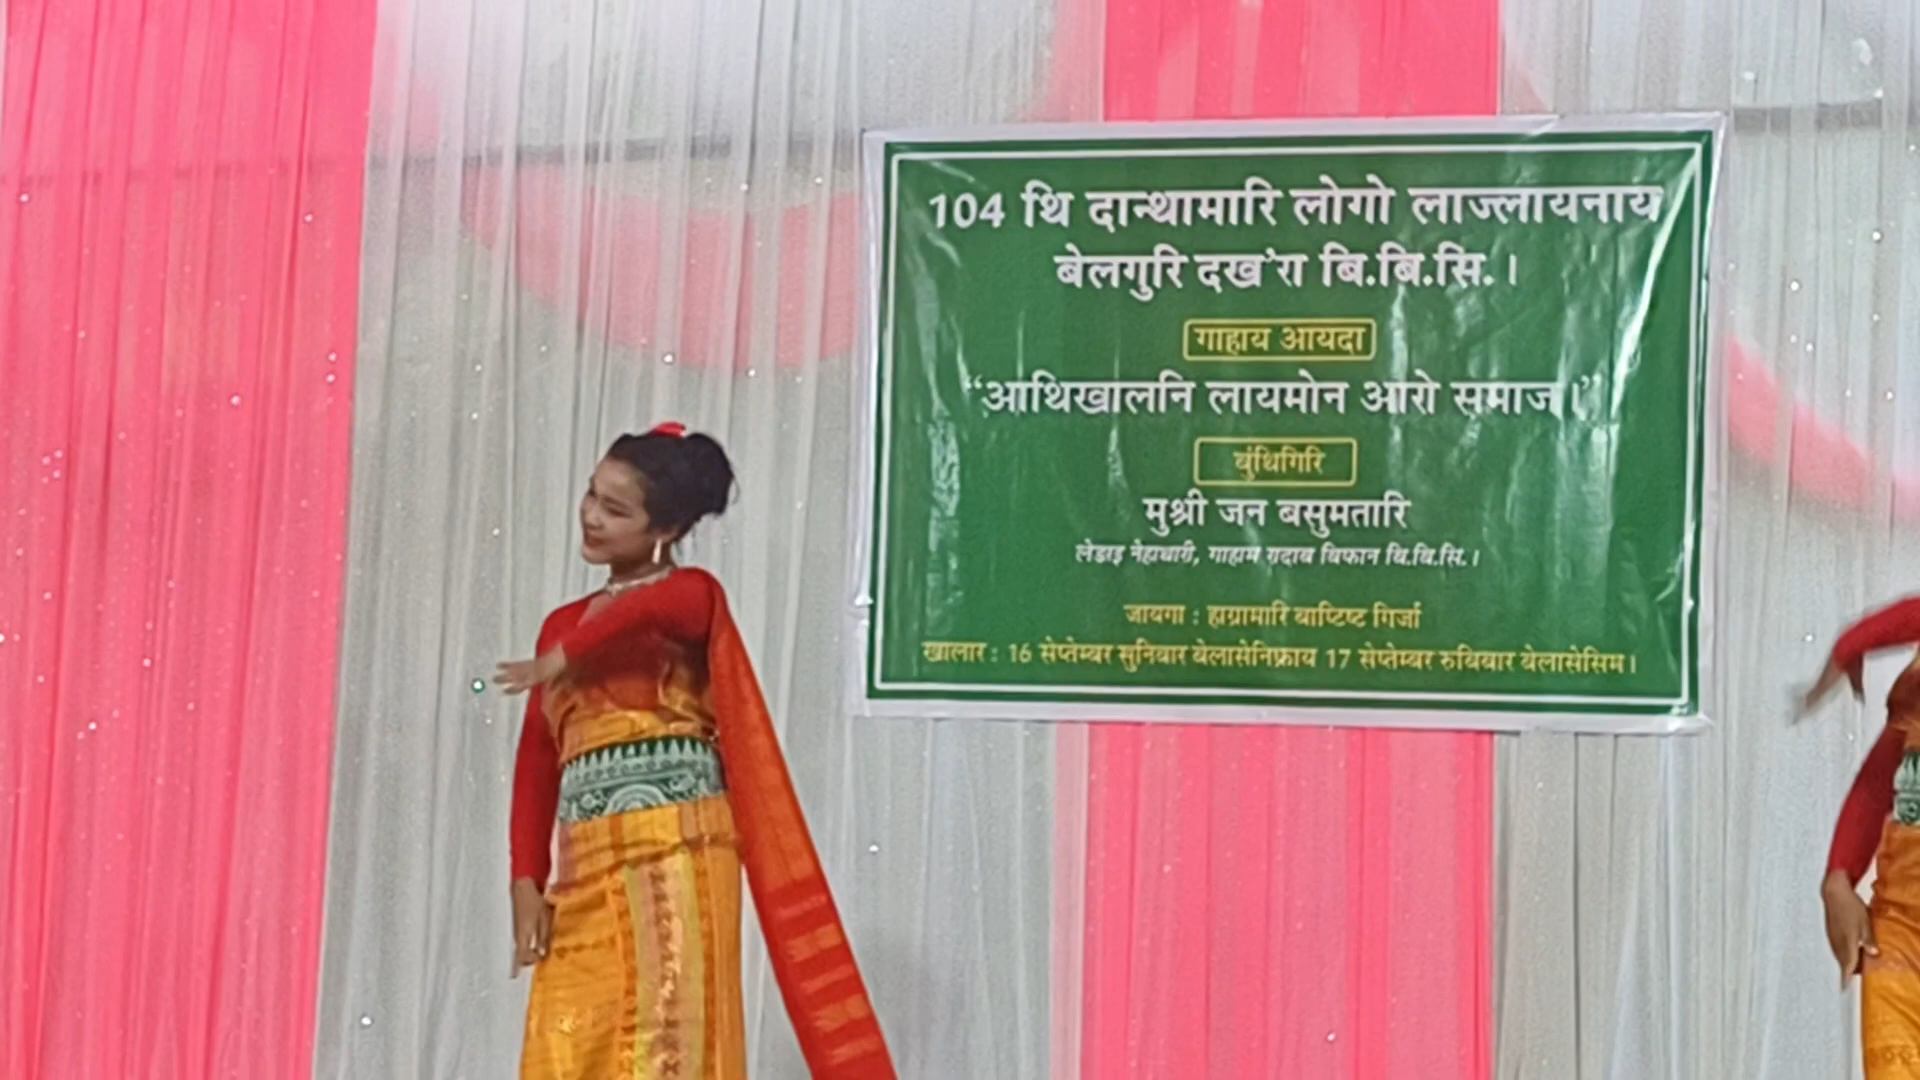 104 थि दान्थामारि लोगो लाज्लायनाय
बेलगुरि दख'रा बि.बि.सि.।
गाहाय आयदा
“आथिखालनि लायमोन आरो समाज।”
बुंथिगिरि
मुश्री जन बसुमतारि
गाहाम रादाब बिफान बि.बि.सि.।
जायगा : हाग्रामारि बाप्टिष्ट गिर्जा
खालार : 16 सेप्तेम्बर सुनिबार बेलासेनिफ्राय 17 सेप्तेम्बर रुबिबार बेलासेसिम।